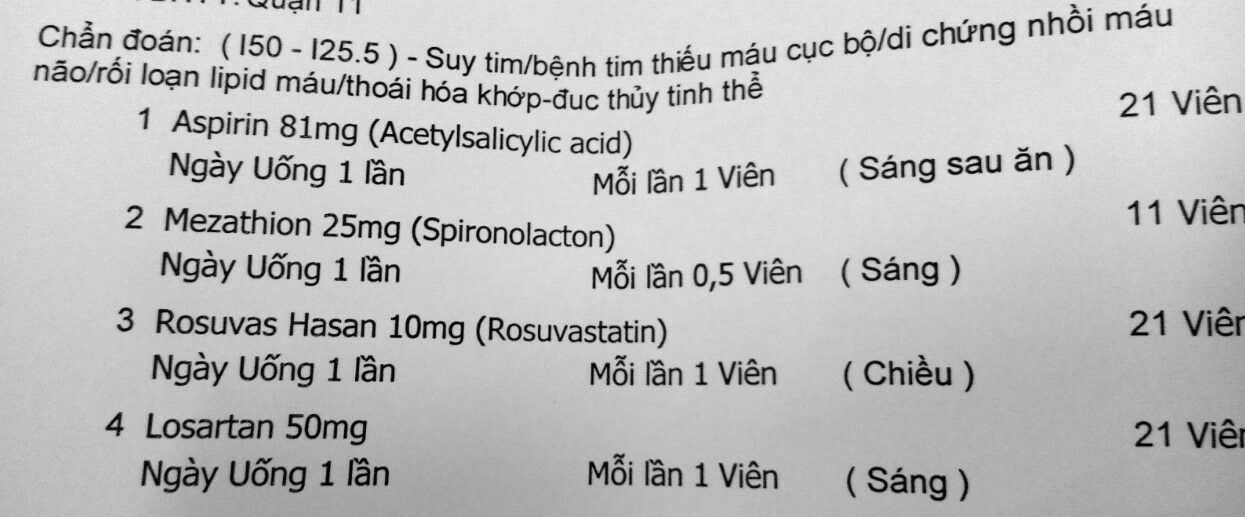 Quận 11
Chẩn đoán: ( I50 - I25.5 ) - Suy tim/bệnh tim thiếu máu cục bộ/di chứng nhồi máu
não/rối loạn lipid máu/thoái hóa khớp-đuc thủy tinh thể
1 Aspirin 81mg (Acetylsalicylic acid) 21 Viên
Ngày Uống 1 lần Mỗi lần 1 Viên ( Sáng sau ăn )
2 Mezathion 25mg (Spironolacton) 11 Viên
Ngày Uống 1 lần Mỗi lần 0,5 Viên ( Sáng )
3 Rosuvas Hasan 10mg (Rosuvastatin) 21 Viên
Ngày Uống 1 lần Mỗi lần 1 Viên ( Chiều )
4 Losartan 50mg 21 Viên
Ngày Uống 1 lần Mỗi lần 1 Viên ( Sáng )